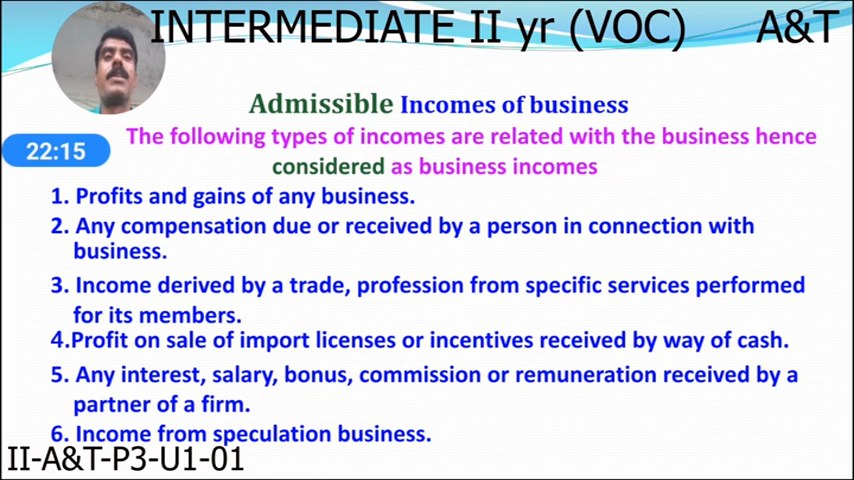 INTERMEDIATE II yr (VOC) A&T
Admissible Incomes of business
The following types of incomes are related with the business hence
22:15
considered as business incomes
1. Profits and gains of any business.
2. Any compensation due or received by a person in connection with
business.
3. Income derived by a trade, profession from specific services performed
for its members.
4.Profit on sale of import licenses or incentives received by way of cash.
5. Any interest, salary, bonus, commission or remuneration received by a
partner of a firm.
6. Income from speculation business.
II-A&T-P3-U1-01